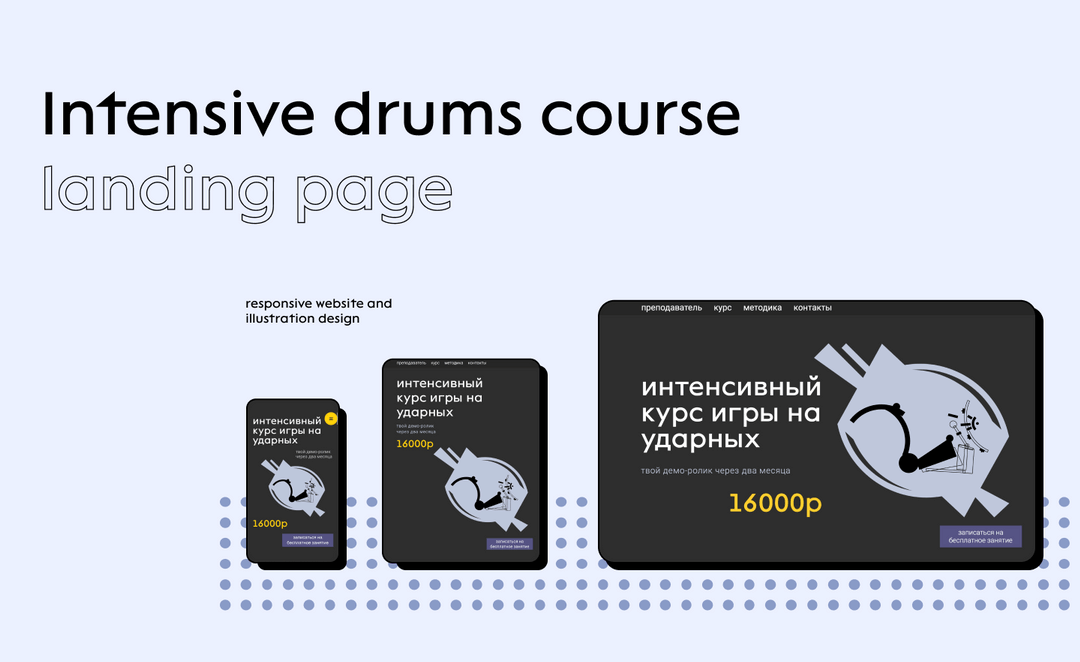 Intensive drums course
landing page
responsive website and
illustration design
интенсивный
курс игры на
ударных
твой демо-ролик
через два месяца
16000р
записаться на
бесплатное занятие
преподаватель курс методика контакты
интенсивный
курс игры на
ударных
твой демо-ролик
через два месяца
16000р
записаться на
бесплатное занятие
преподаватель курс методика контакты
интенсивный
курс игры на
ударных
твой демо-ролик через два месяца
16000р
записаться на
бесплатное занятие